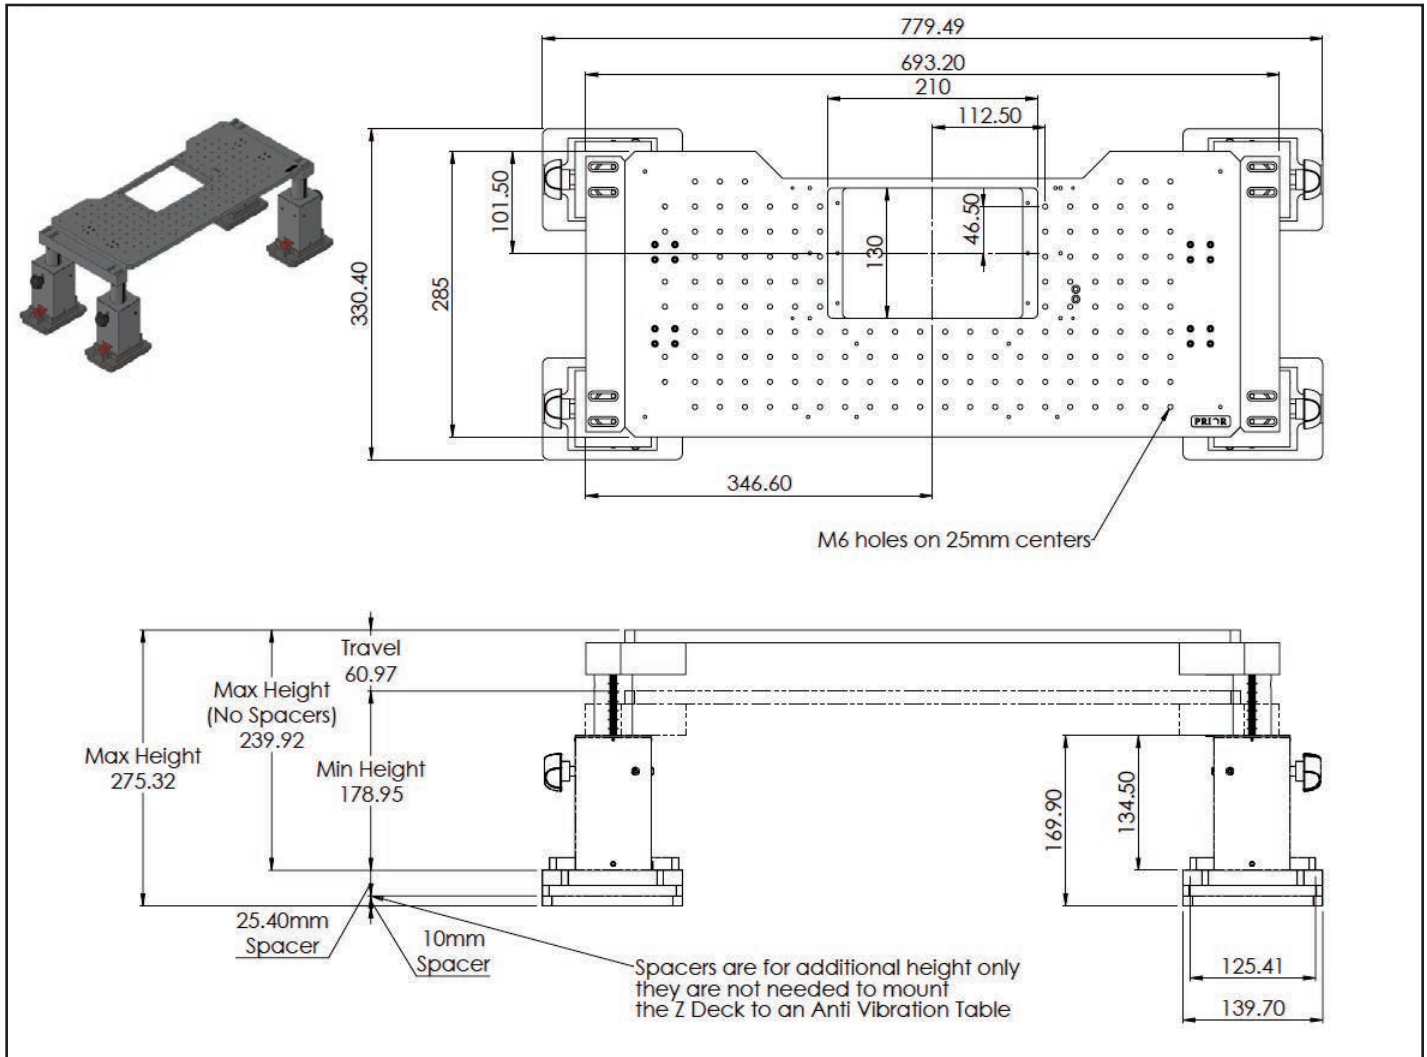 779.49
693.20
210
112.50
101.50
46.50
130
285
330.40
PRIOR
346.60
M6 holes on 25mm centers
Travel
60.97
Max Height
(No Spacers)
239.92
Max Height
275.32
Min Height
178.95
169.90
134.50
25.40mm
Spacer
10mm
Spacer
Spacers are for additional height only
they are not needed to mount
the Z Deck to an Anti Vibration Table
125.41
139.70